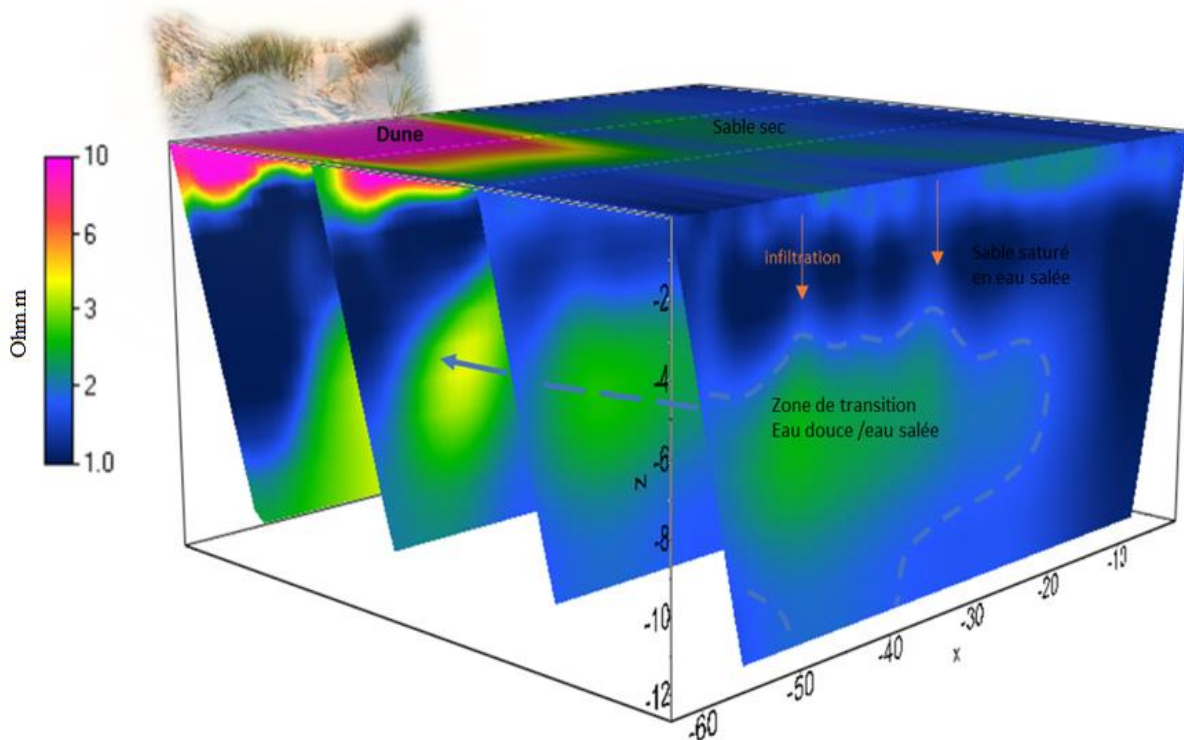 Dune
Sable sec
10
6
3
2
1.0
Ohm.m
infiltration
Sable saturé
en eau salée
Zone de transition
Eau douce /eau salée
-2
-4
-6
-8
-10
-12
z
-60
-50
-40
-30
-20
-10
x